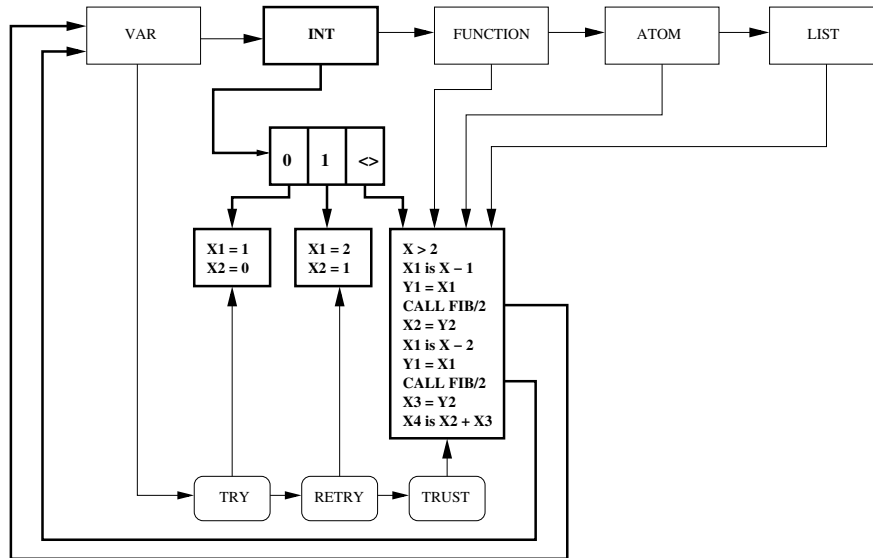 VAR
INT
FUNCTION
ATOM
LIST
0
1
<>
X1 = 1
X2 = 0
X1 = 2
X2 = 1
X > 2
X1 is X − 1
Y1 = X1
CALL FIB/2
X2 = Y2
X1 is X − 2
Y1 = X1
CALL FIB/2
X3 = Y2
X4 is X2 + X3
TRY
RETRY
TRUST